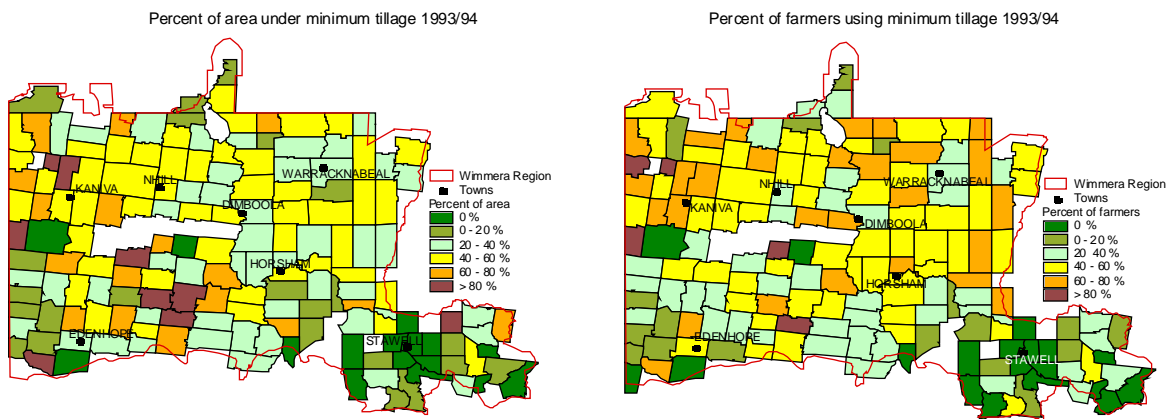 Percent of area under minimum tillage 1993/94
WARRACKNABEAL
NHILL
KANIVA
DIMBOOLA
HORSHAM
EDENHORE
STAWELL
Wimmera Region
Towns
Percent of area
0 %
0 - 20 %
20 - 40 %
40 - 60 %
60 - 80 %
> 80 %
Percent of farmers using minimum tillage 1993/94
WARRACKNABEAL
NHILL
KANIVA
DIMBOOLA
HORSHAM
EDENHORE
STAWELL
Wimmera Region
Towns
Percent of farmers
0 %
0 - 20 %
20 40 %
40 - 60 %
60 - 80 %
> 80 %